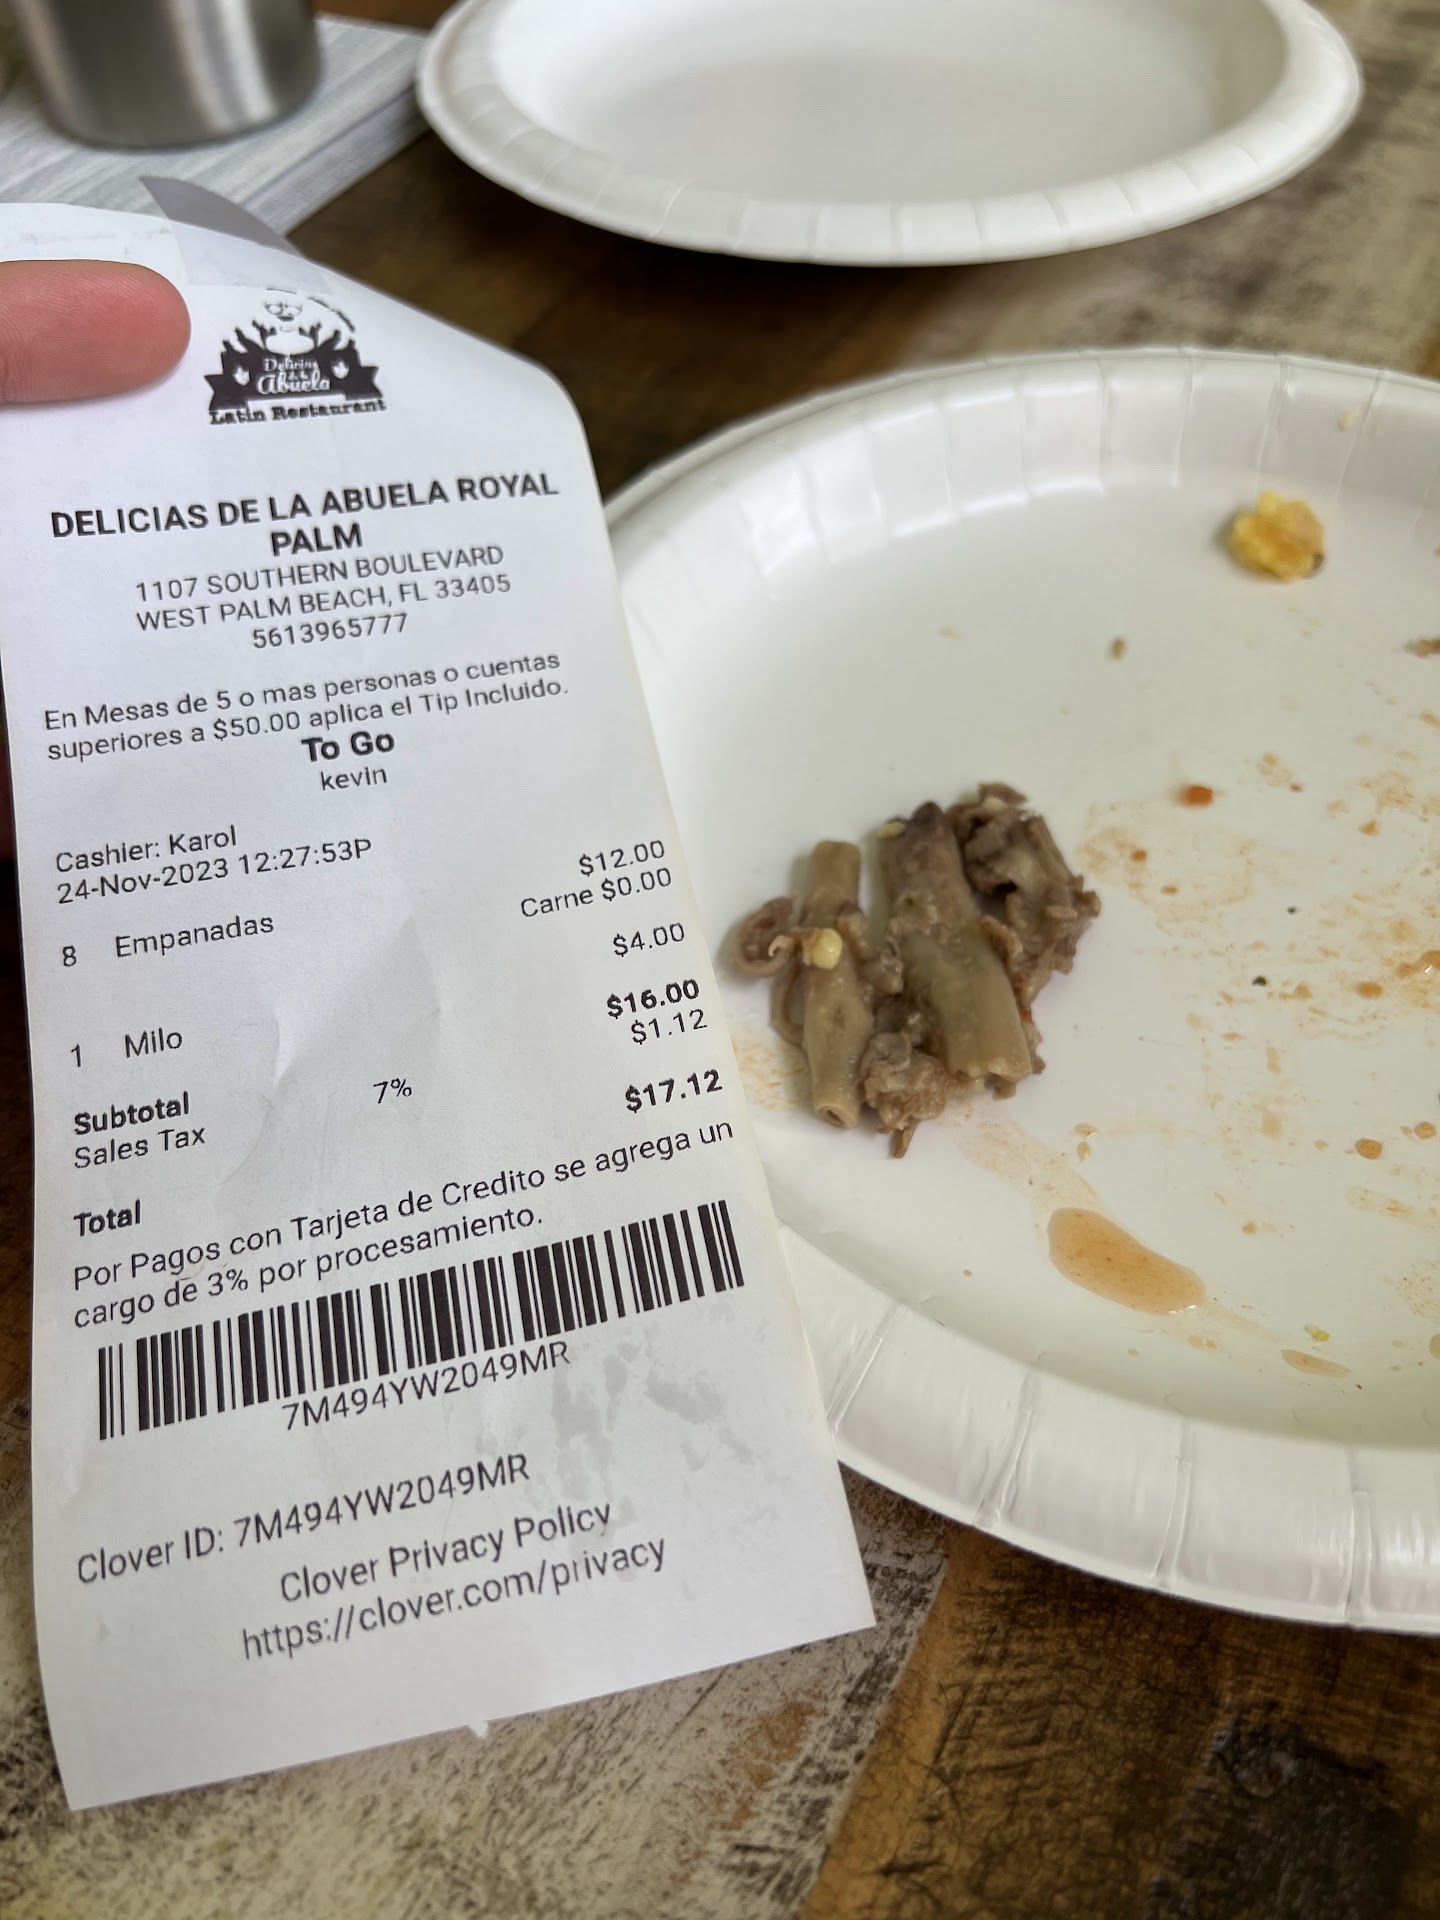 Delicias
de la
Abuela
Latin Restaurant
DELICIAS DE LA ABUELA ROYAL
PALM
1107 SOUTHERN BOULEVARD
WEST PALM BEACH, FL 33405
5613965777
En Mesas de 5 o mas personas o cuentas
superiores a $50.00 aplica el Tip Incluido.
To Go
kevin
Cashier: Karol
24-Nov-2023 12:27:53P
8 Empanadas $12.00
Carne $0.00
1 Milo $4.00
Subtotal $16.00
Sales Tax 7% $1.12
Total $17.12
Por Pagos con Tarjeta de Credito se agrega un
cargo de 3% por procesamiento.
7M494YW2049MR
Clover ID: 7M494YW2049MR
Clover Privacy Policy
https://clover.com/privacy